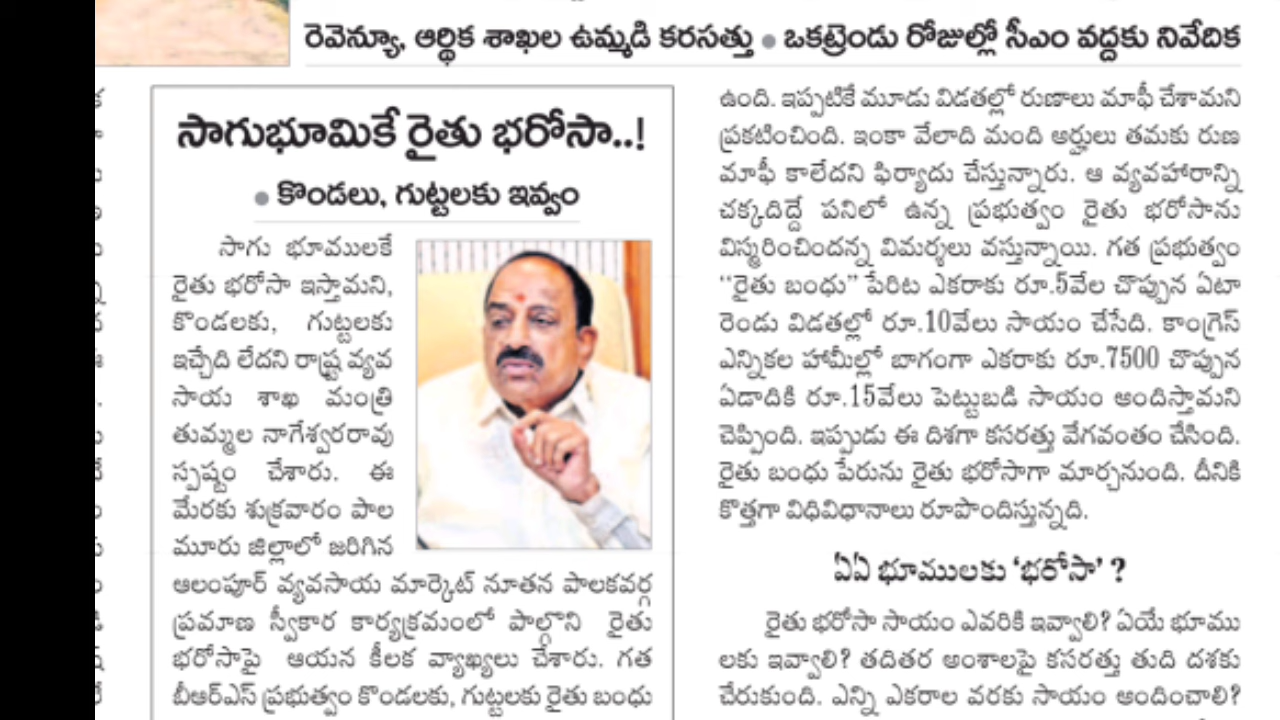 రెవెన్యూ, ఆర్థిక శాఖల ఉమ్మడి కరసత్తు ● ఒకట్రెండు రోజుల్లో సీఎం వద్దకు నివేదిక
సాగుభూమికే రైతు భరోసా..!
● కొండలు, గుట్టలకు ఇవ్వం
సాగు భూములకే
రైతు భరోసా ఇస్తామని,
కొండలకు, గుట్టలకు
ఇచ్చేది లేదని రాష్ట్ర వ్యవ
సాయ శాఖ మంత్రి
తుమ్మల నాగేశ్వరరావు
స్పష్టం చేశారు. ఈ
మేరకు శుక్రవారం పాల
మూరు జిల్లాలో జరిగిన
ఆలంపూర్ వ్యవసాయ మార్కెట్ నూతన పాలకవర్గ
ప్రమాణ స్వీకార కార్యక్రమంలో పాల్గొని రైతు
భరోసాపై ఆయన కీలక వ్యాఖ్యలు చేశారు. గత
బీఆర్ఎస్ ప్రభుత్వం కొండలకు, గుట్టలకు రైతు బంధు
ఉంది. ఇప్పటికే మూడు విడతల్లో రుణాలు మాఫీ చేశామని
ప్రకటించింది. ఇంకా వేలాది మంది అర్హులు తమకు రుణ
మాఫీ కాలేదని ఫిర్యాదు చేస్తున్నారు. ఆ వ్యవహారాన్ని
చక్కదిద్దే పనిలో ఉన్న ప్రభుత్వం రైతు భరోసాను
విస్మరించిందన్న విమర్శలు వస్తున్నాయి. గత ప్రభుత్వం
‘‘రైతు బంధు’’ పేరిట ఎకరాకు రూ.5వేల చొప్పున ఏటా
రెండు విడతల్లో రూ.10వేలు సాయం చేసేది. కాంగ్రెస్
ఎన్నికల హామీల్లో బాగంగా ఎకరాకు రూ.7500 చొప్పున
ఏడాదికి రూ.15వేలు పెట్టుబడి సాయం అందిస్తామని
చెప్పింది. ఇప్పుడు ఈ దిశగా కసరత్తు వేగవంతం చేసింది.
రైతు బంధు పేరును రైతు భరోసాగా మార్చనుంది. దీనికి
కొత్తగా విధివిధానాలు రూపొందిస్తున్నది.
ఏఏ భూములకు ‘భరోసా’ ?
రైతు భరోసా సాయం ఎవరికి ఇవ్వాలి? ఏయే భూము
లకు ఇవ్వాలి? తదితర అంశాలపై కసరత్తు తుది దశకు
చేరుకుంది. ఎన్ని ఎకరాల వరకు సాయం అందించాలి?